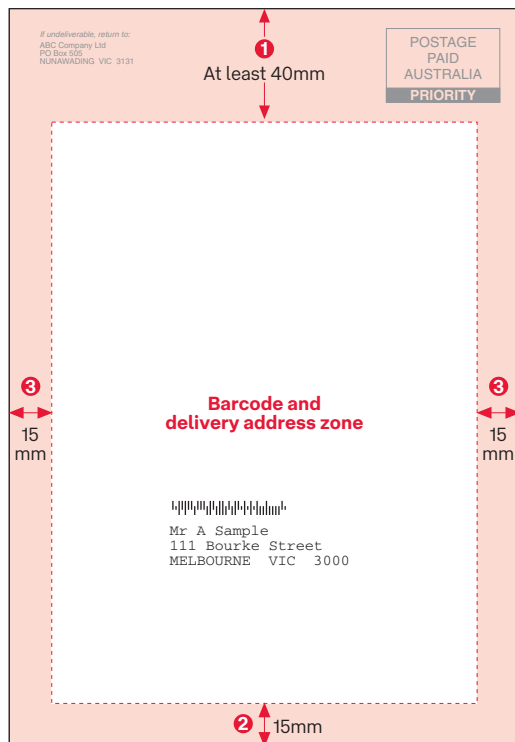 If undeliverable, return to:
ABC Company Ltd
PO Box 505
NUNAWADING VIC 3131
1
At least 40mm
POSTAGE
PAID
AUSTRALIA
PRIORITY
3
15
mm
Barcode and
delivery address zone
3
15
mm
Mr A Sample
111 Bourke Street
MELBOURNE VIC 3000
2 15mm